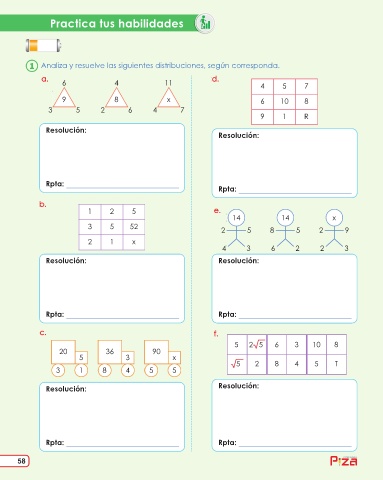 Practica tus habilidades
1 Analiza y resuelve las siguientes distribuciones, según corresponda.
a.
6 4 11
9 8 x
3 5 2 6 4 7
Resolución:
Rpta:
b.
1 2 5
3 5 52
2 1 x
Resolución:
Rpta:
c.
20 36 90
5 3 x
3 1 8 4 5 5
Resolución:
Rpta:
d.
4 5 7
6 10 8
9 1 R
Resolución:
Rpta:
e.
14 14 x
2 5 8 5 2 9
4 3 6 2 2 3
Resolución:
Rpta:
f.
5 2√5 6 3 10 8
√5 2 8 4 5 T
Resolución:
Rpta:
58
Pıza